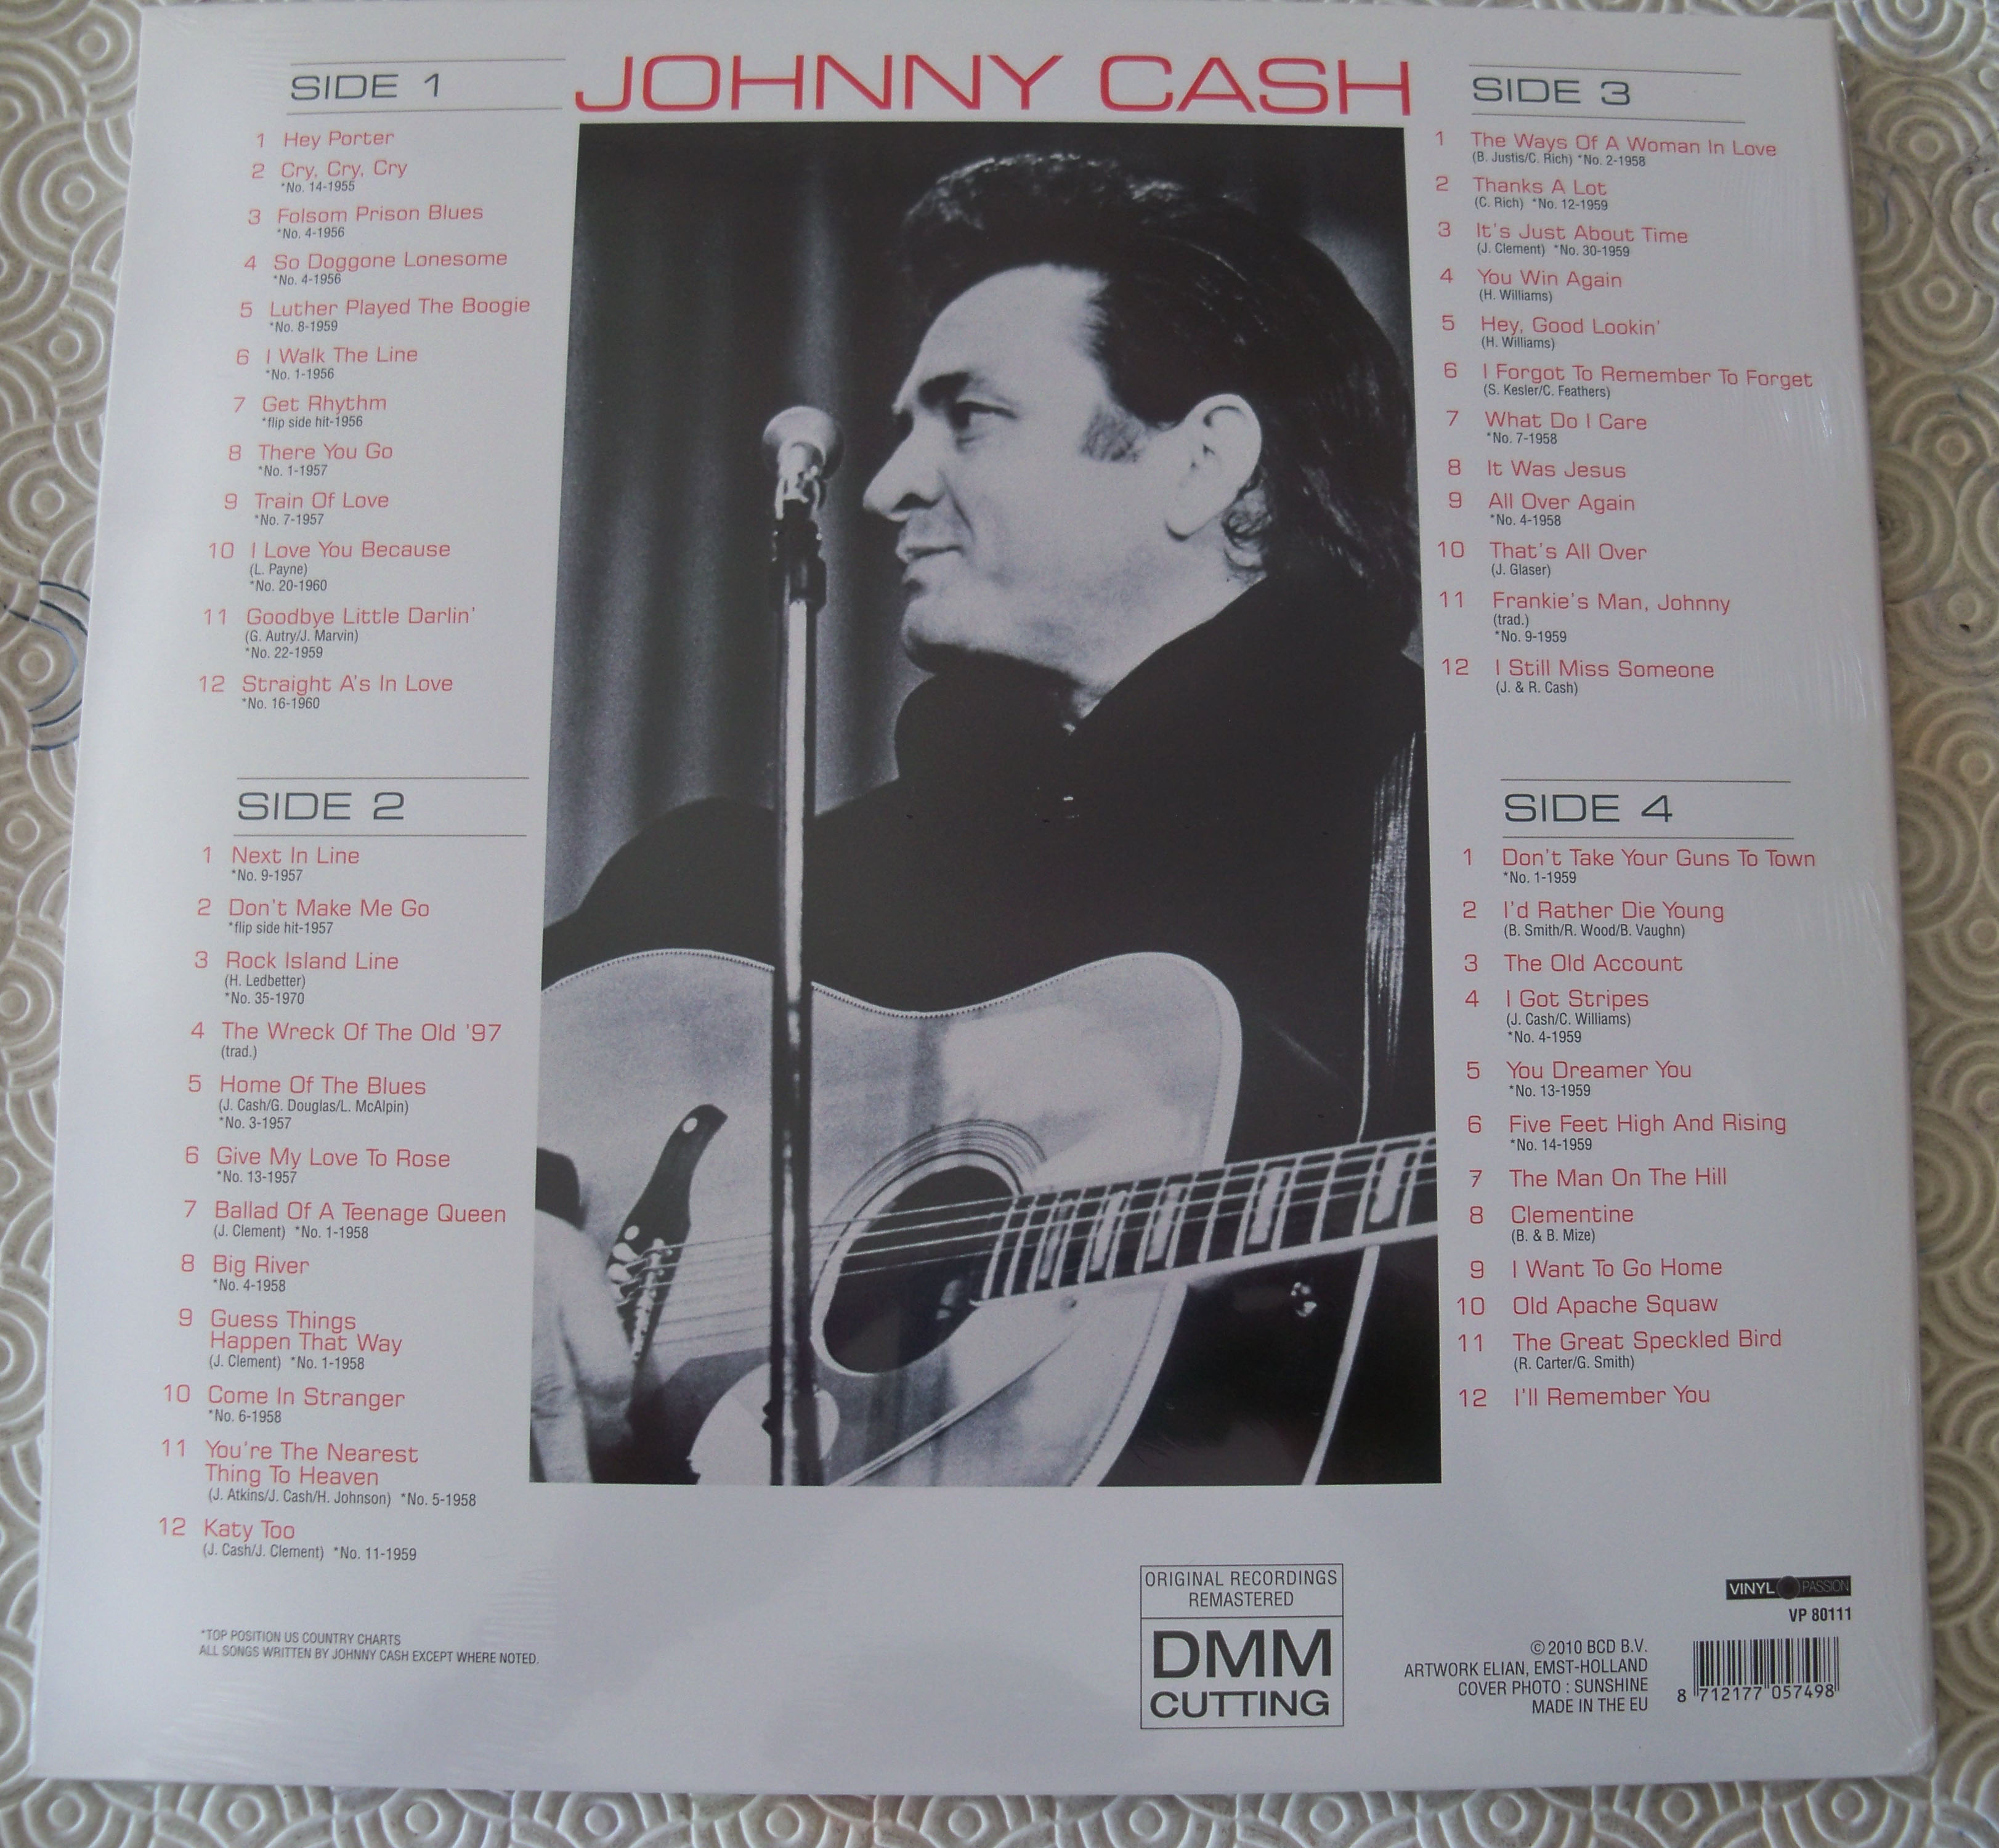 JOHNNY CASH
SIDE 1
1 Hey Porter
2 Cry, Cry, Cry
*No. 14-1955
3 Folsom Prison Blues
*No. 4-1956
4 So Doggone Lonesome
*No. 4-1956
5 Luther Played The Boogie
*No. 8-1959
6 I Walk The Line
*No. 1-1956
7 Get Rhythm
*flip side hit-1956
8 There You Go
*No. 1-1957
9 Train Of Love
*No. 7-1957
10 I Love You Because
(L. Payne)
*No. 20-1960
11 Goodbye Little Darlin'
(G. Autry/J. Marvin)
*No. 22-1959
12 Straight A's In Love
*No. 16-1960
SIDE 2
1 Next In Line
*No. 9-1957
2 Don't Make Me Go
*flip side hit-1957
3 Rock Island Line
(H. Ledbetter)
*No. 35-1970
4 The Wreck Of The Old '97
(trad.)
5 Home Of The Blues
(J. Cash/G. Douglas/L. McAlpin)
*No. 3-1957
6 Give My Love To Rose
*No. 13-1957
7 Ballad Of A Teenage Queen
(J. Clement) *No. 1-1958
8 Big River
*No. 4-1958
9 Guess Things
Happen That Way
(J. Clement) *No. 1-1958
10 Come In Stranger
*No. 6-1958
11 You're The Nearest
Thing To Heaven
(J. Atkins/J. Cash/H. Johnson) *No. 5-1958
12 Katy Too
(J. Cash/J. Clement) *No. 11-1959
*TOP POSITION US COUNTRY CHARTS
ALL SONGS WRITTEN BY JOHNNY CASH EXCEPT WHERE NOTED.
SIDE 3
1 The Ways Of A Woman In Love
(B. Justis/C. Rich) *No. 2-1958
2 Thanks A Lot
(C. Rich) *No. 12-1959
3 It's Just About Time
(J. Clement) *No. 30-1959
4 You Win Again
(H. Williams)
5 Hey, Good Lookin'
(H. Williams)
6 I Forgot To Remember To Forget
(S. Kesler/C. Feathers)
7 What Do I Care
*No. 7-1958
8 It Was Jesus
9 All Over Again
*No. 4-1958
10 That's All Over
(J. Glaser)
11 Frankie's Man, Johnny
(trad.)
*No. 9-1959
12 I Still Miss Someone
(J. & R. Cash)
SIDE 4
1 Don't Take Your Guns To Town
*No. 1-1959
2 I'd Rather Die Young
(B. Smith/R. Wood/B. Vaughn)
3 The Old Account
4 I Got Stripes
(J. Cash/C. Williams)
*No. 4-1959
5 You Dreamer You
*No. 13-1959
6 Five Feet High And Rising
*No. 14-1959
7 The Man On The Hill
8 Clementine
(B. & B. Mize)
9 I Want To Go Home
10 Old Apache Squaw
11 The Great Speckled Bird
(R. Carter/G. Smith)
12 I'll Remember You
ORIGINAL RECORDINGS
REMASTERED
DMM
CUTTING
VINYL PASSION
VP 80111
© 2010 BCD B.V.
ARTWORK ELIAN, EMST-HOLLAND
COVER PHOTO : SUNSHINE
MADE IN THE EU
8 712177 057498